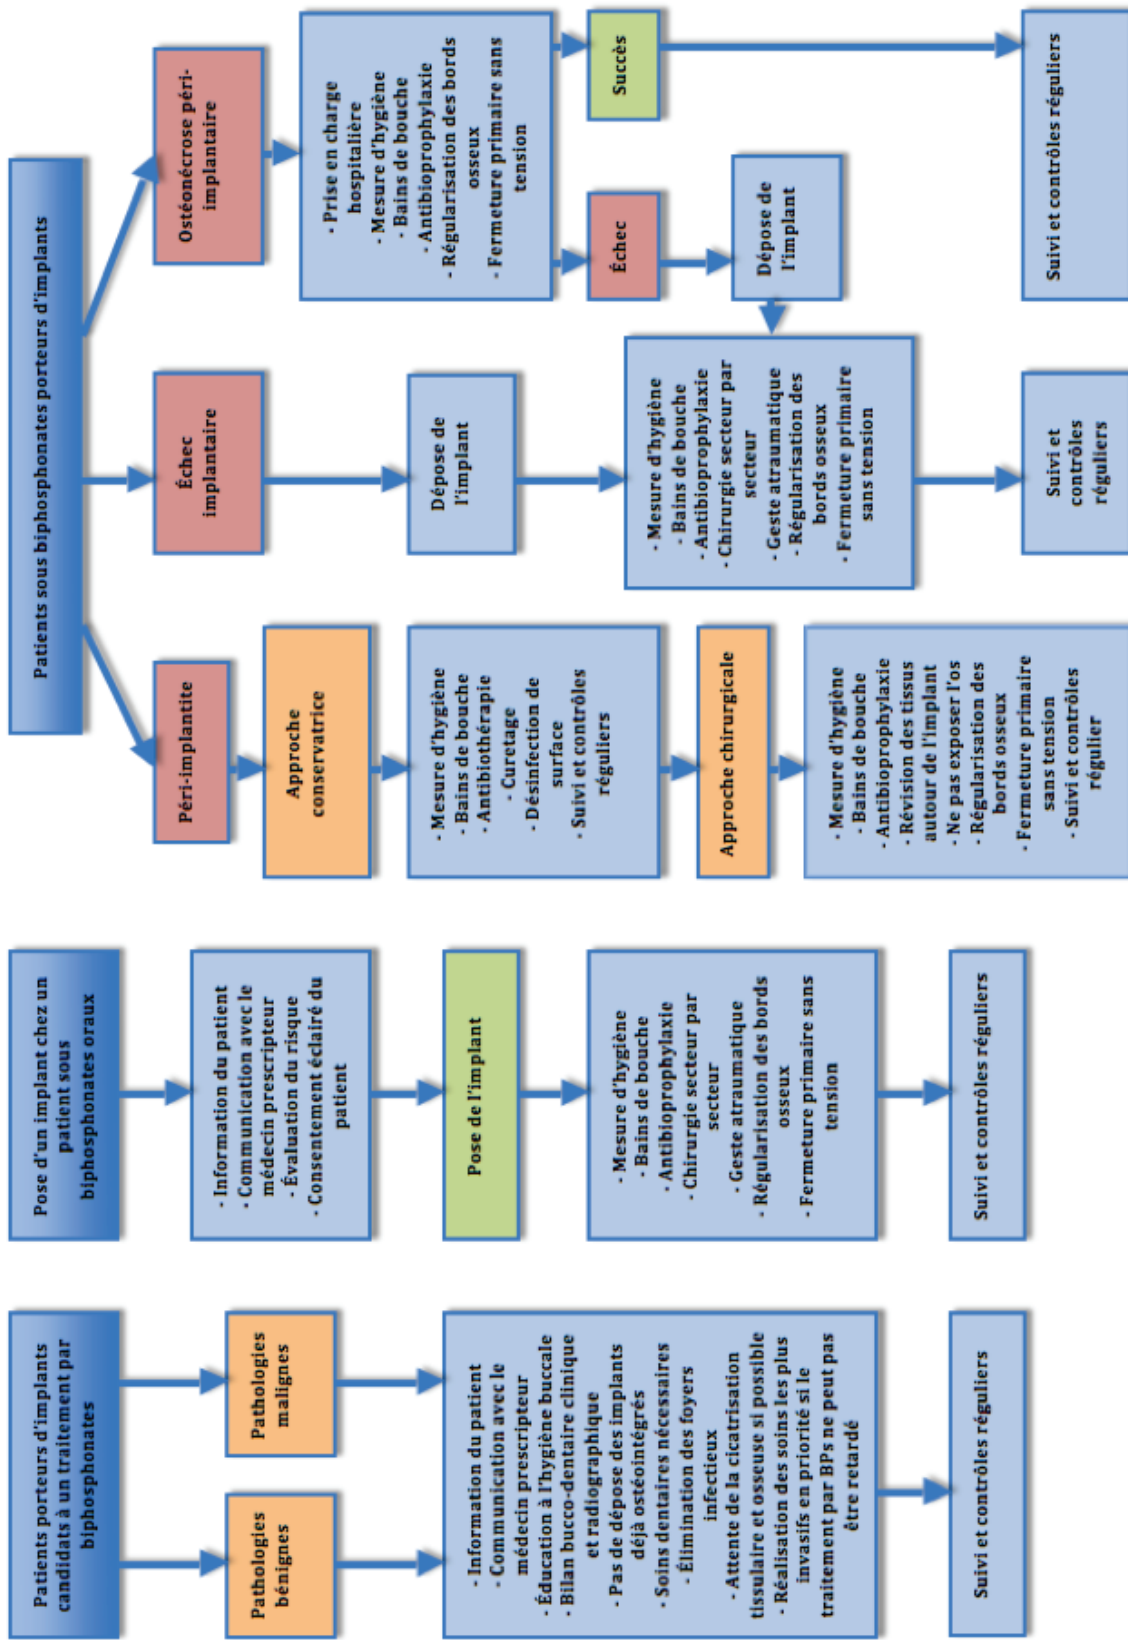 Patients porteurs d'implants
candidats à un traitement par
biphosphonates
Pathologies
bénignes
Pathologies
malignes
- Information du patient
- Communication avec le
médecin prescripteur
- Éducation à l'hygiène buccale
- Bilan bucco-dentaire clinique
et radiographique
- Pas de dépose des implants
déjà ostéointégrés
- Soins dentaires nécessaires
- Élimination des foyers
infectieux
- Attente de la cicatrisation
tissulaire et osseuse si possible
- Réalisation des soins les plus
invasifs en priorité si le
traitement par BPs ne peut pas
être retardé
Suivi et contrôles réguliers
Pose d'un implant chez un
patient sous
biphosphonates oraux
- Information du patient
- Communication avec le
médecin prescripteur
- Évaluation du risque
- Consentement éclairé du
patient
Pose de l'implant
- Mesure d'hygiène
- Bains de bouche
- Antibioprophylaxie
- Chirurgie secteur par
secteur
- Geste atraumatique
- Régularisation des bords
osseux
- Fermeture primaire sans
tension
Suivi et contrôles réguliers
Patients sous biphosphonates porteurs d'implants
Péri-implantite
Approche
conservatrice
- Mesure d'hygiène
- Bains de bouche
- Antibiothérapie
- Curetage
- Désinfection de
surface
- Suivi et contrôles
réguliers
Approche chirurgicale
- Mesure d'hygiène
- Bains de bouche
- Antibioprophylaxie
- Révision des tissus
autour de l'implant
- Ne pas exposer l'os
- Régularisation des
bords osseux
- Fermeture primaire
sans tension
- Suivi et contrôles
régulier
Échec
implantaire
Dépose de
l'implant
- Mesure d'hygiène
- Bains de bouche
- Antibioprophylaxie
- Chirurgie secteur par
secteur
- Geste atraumatique
- Régularisation des
bords osseux
- Fermeture primaire
sans tension
Suivi et
contrôles
réguliers
Ostéonécrose péri-
implantaire
- Prise en charge
hospitalière
- Mesure d'hygiène
- Bains de bouche
- Antibioprophylaxie
- Régularisation des bords
osseux
- Fermeture primaire sans
tension
Échec
Dépose de
l'implant
Succès
Suivi et contrôles réguliers